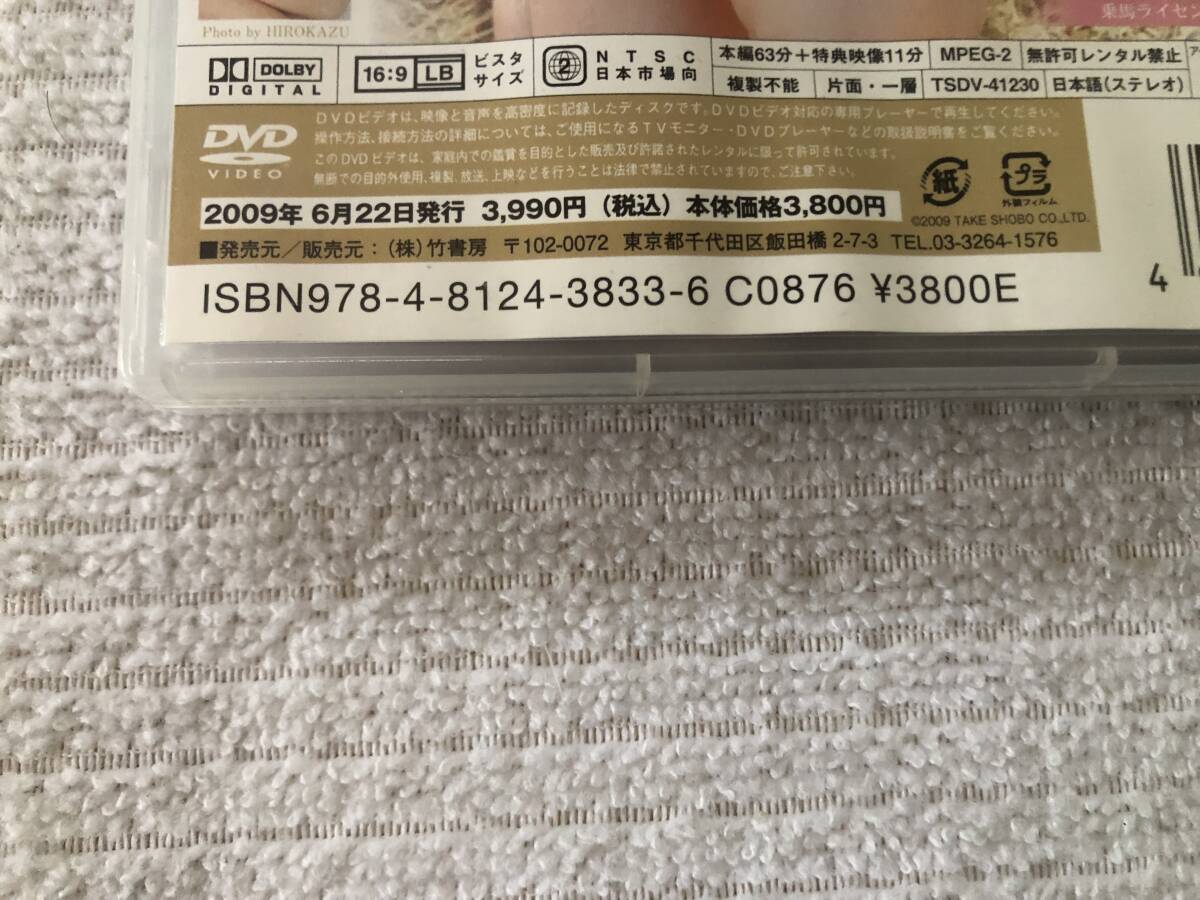 Photo by HIROKAZU
乗馬ライセン
DOLBY
DIGITAL
16:9 LB
ビスタ
サイズ
2
NTSC
日本市場向
本編63分+特典映像11分
MPEG-2
無許可レンタル禁止
複製不能
片面・一層
TSDV-41230
日本語(ステレオ)
DVD
VIDEO
DVDビデオは、映像と音声を高密度に記録したディスクです。DVDビデオ対応の専用プレーヤーで再生してください。
操作方法、接続方法の詳細については、ご使用になるTVモニター・DVDプレーヤーなどの取扱説明書をご覧ください。
このDVDビデオは、家庭内での鑑賞を目的とした販売及び許諾されたレンタルに限って許可されています。
無断での目的外使用、複製、放送、上映などを行うことは法律で禁止されていますので、ご注意下さい。
紙
プラ
外装フィルム
2009年 6月22日発行 3,990円(税込)本体価格3,800円
©2009 TAKE SHOBO CO.,LTD.
■発売元/販売元:(株)竹書房 〒102-0072 東京都千代田区飯田橋 2-7-3 TEL.03-3264-1576
ISBN978-4-8124-3833-6 C0876 ¥3800E
4